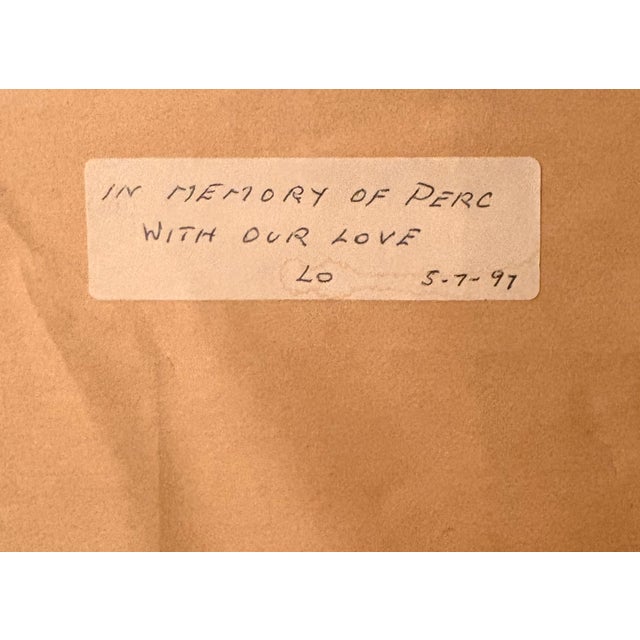 IN MEMORY OF PERC
WITH OUR LOVE
LO 5-7-97